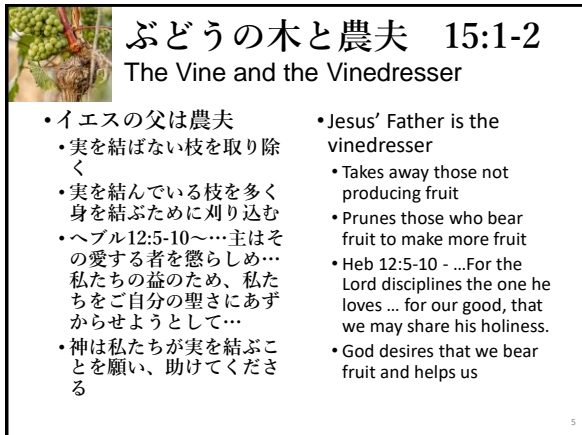 ぶどうの木と農夫　15:1-2
The Vine and the Vinedresser
•イエスの父は農夫
•実を結ばない枝を取り除
く
•実を結んでいる枝を多く
身を結ぶために刈り込む
•ヘブル12:5-10～…主はそ
の愛する者を懲らしめ…
私たちの益のため、私た
ちをご自分の聖さにあず
からせようとして…
•神は私たちが実を結ぶこ
とを願い、助けてくださ
る
•Jesus’ Father is the
vinedresser
•Takes away those not
producing fruit
•Prunes those who bear
fruit to make more fruit
•Heb 12:5-10 - …For the
Lord disciplines the one he
loves … for our good, that
we may share his holiness.
•God desires that we bear
fruit and helps us
5